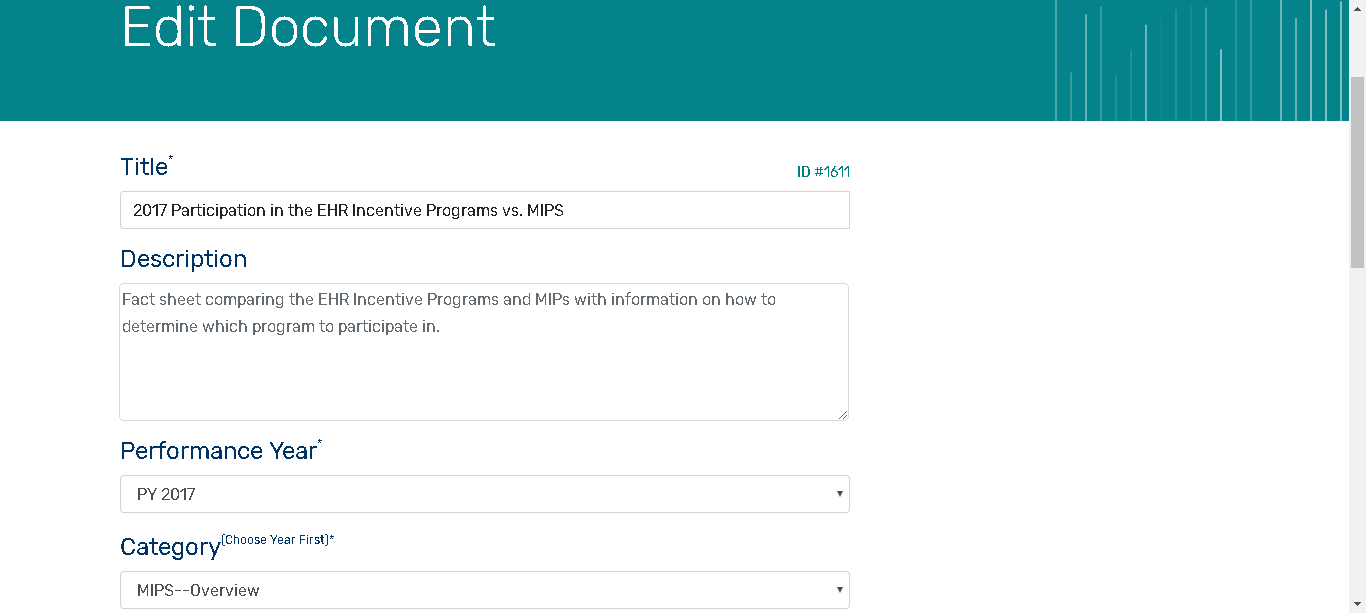 Edit Document
Title*
ID #1611
2017 Participation in the EHR Incentive Programs vs. MIPS
Description
Fact sheet comparing the EHR Incentive Programs and MIPs with information on how to
determine which program to participate in.
Performance Year*
PY 2017
Category(Choose Year First)*
MIPS--Overview